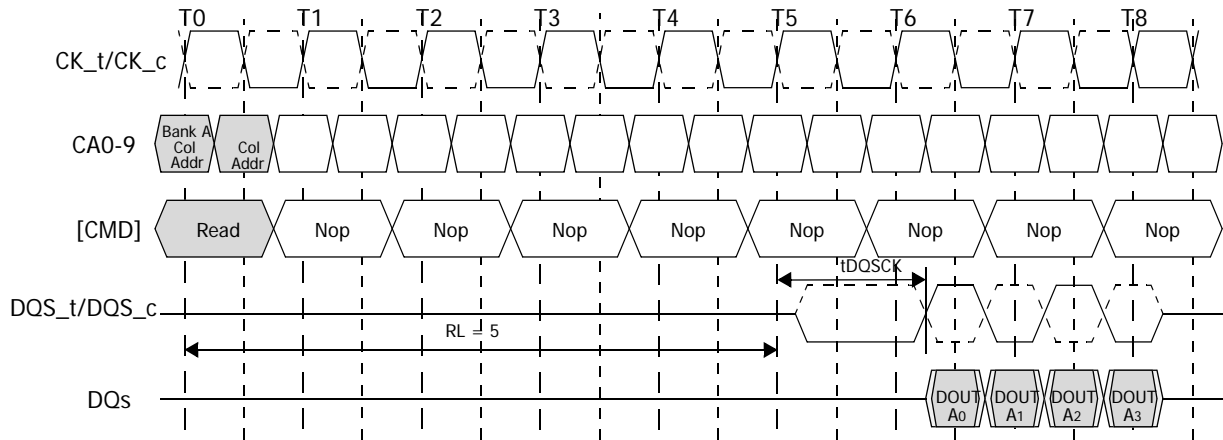 T0 T1 T2 T3 T4 T5 T6 T7 T8
CK_t/CK_c
CA0-9
Bank A
Col
Addr
Col
Addr
[CMD]
Read Nop Nop Nop Nop Nop Nop Nop Nop
tDQSCK
DQS_t/DQS_c
RL = 5
DQs
DOUT DOUT DOUT DOUT
A0 A1 A2 A3